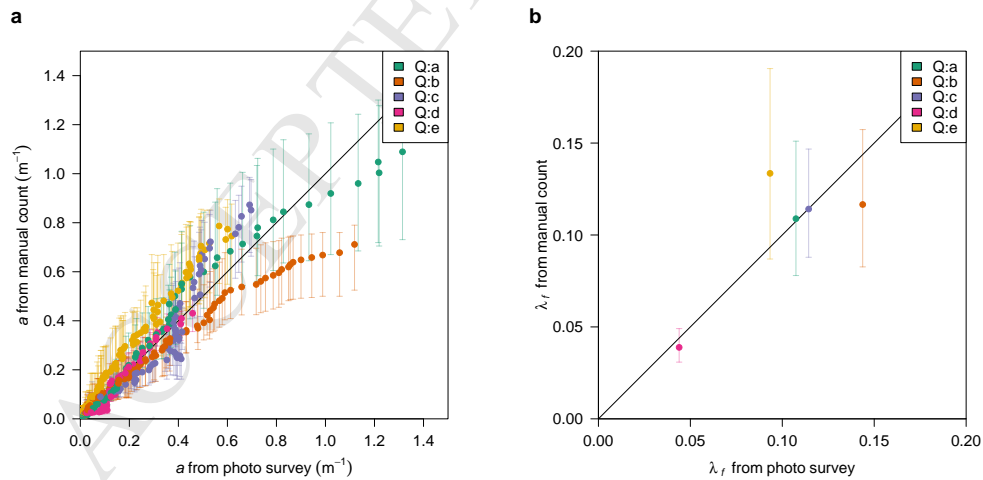 a
b
1.4
1.2
1.0
0.8
0.6
0.4
0.2
0.0
a from manual count (m⁻¹)
0.0 0.2 0.4 0.6 0.8 1.0 1.2 1.4
a from photo survey (m⁻¹)
Q:a
Q:b
Q:c
Q:d
Q:e
0.20
0.15
0.10
0.05
0.00
λf from manual count
0.00 0.05 0.10 0.15 0.20
λf from photo survey
Q:a
Q:b
Q:c
Q:d
Q:e